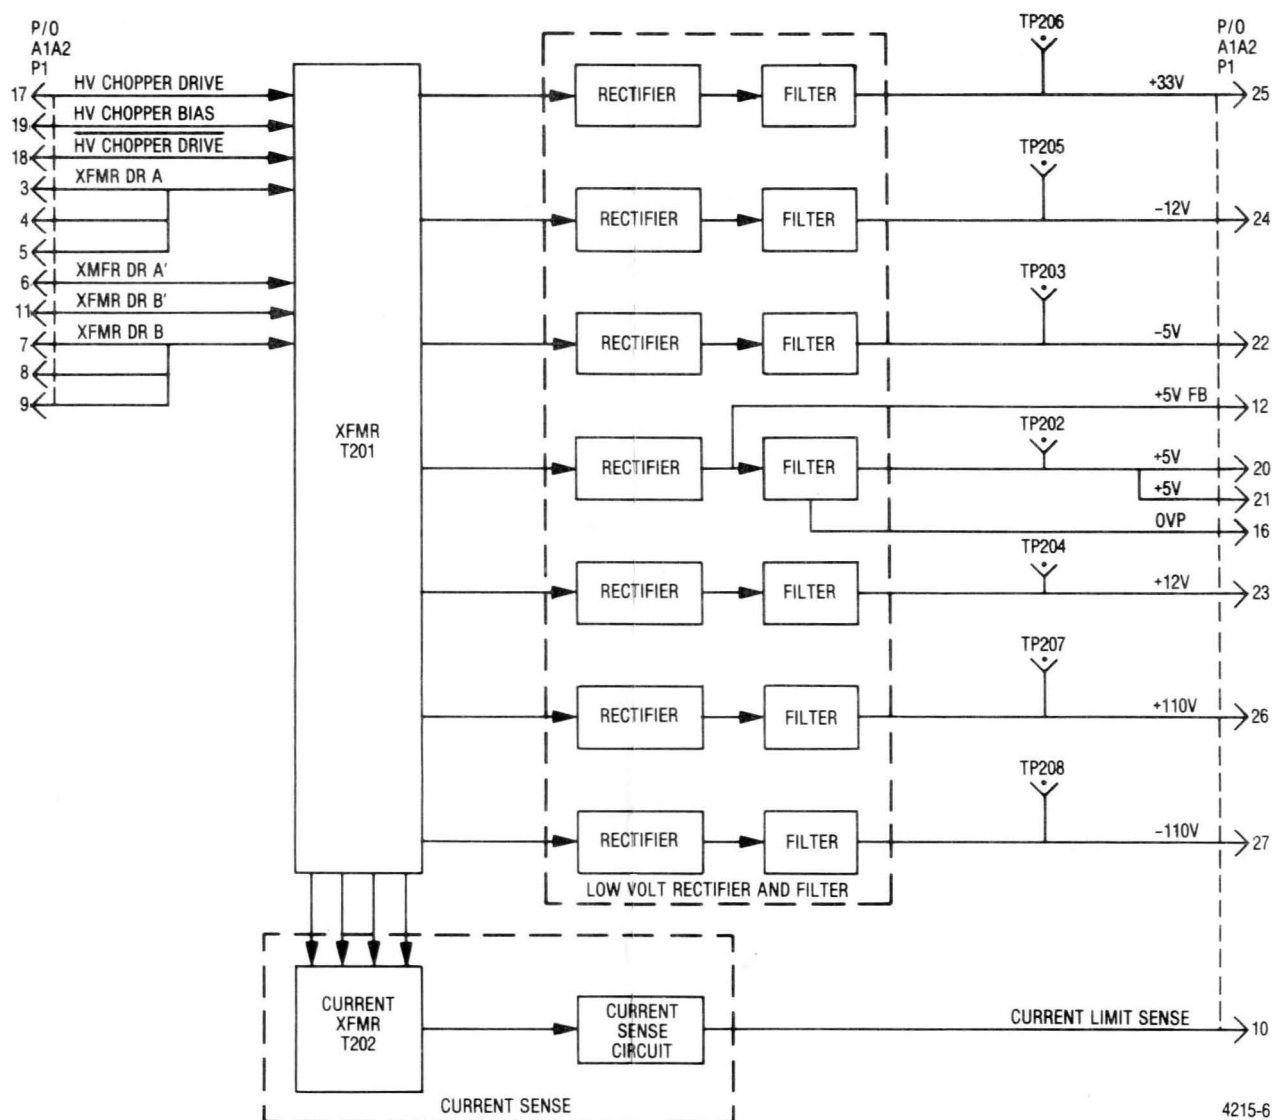 P/O
A1A2
P1
17
HV CHOPPER DRIVE
19
HV CHOPPER BIAS
18
HV CHOPPER DRIVE
3
XFMR DR A
4
5
6
XMFR DR A'
11
XFMR DR B'
7
XFMR DR B
8
9
XFMR
T201
RECTIFIER
FILTER
RECTIFIER
FILTER
RECTIFIER
FILTER
RECTIFIER
FILTER
RECTIFIER
FILTER
RECTIFIER
FILTER
RECTIFIER
FILTER
LOW VOLT RECTIFIER AND FILTER
TP206
+33V
25
TP205
-12V
24
TP203
-5V
22
+5V FB
12
TP202
+5V
20
+5V
21
OVP
16
TP204
+12V
23
TP207
+110V
26
TP208
-110V
27
P/O
A1A2
P1
CURRENT
XFMR
T202
CURRENT
SENSE
CIRCUIT
CURRENT SENSE
CURRENT LIMIT SENSE
10
4215-6